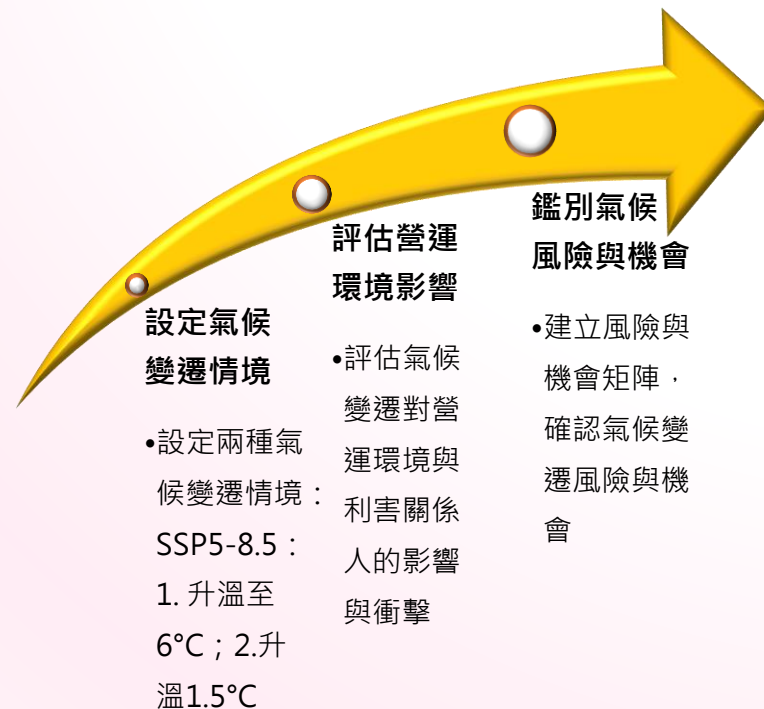 設定氣候
變遷情境
•設定兩種氣
候變遷情境：
SSP5-8.5：
1. 升溫至
6°C；2.升
溫1.5°C
評估營運
環境影響
•評估氣候
變遷對營
運環境與
利害關係
人的影響
與衝擊
鑑別氣候
風險與機會
•建立風險與
機會矩陣，
確認氣候變
遷風險與機
會